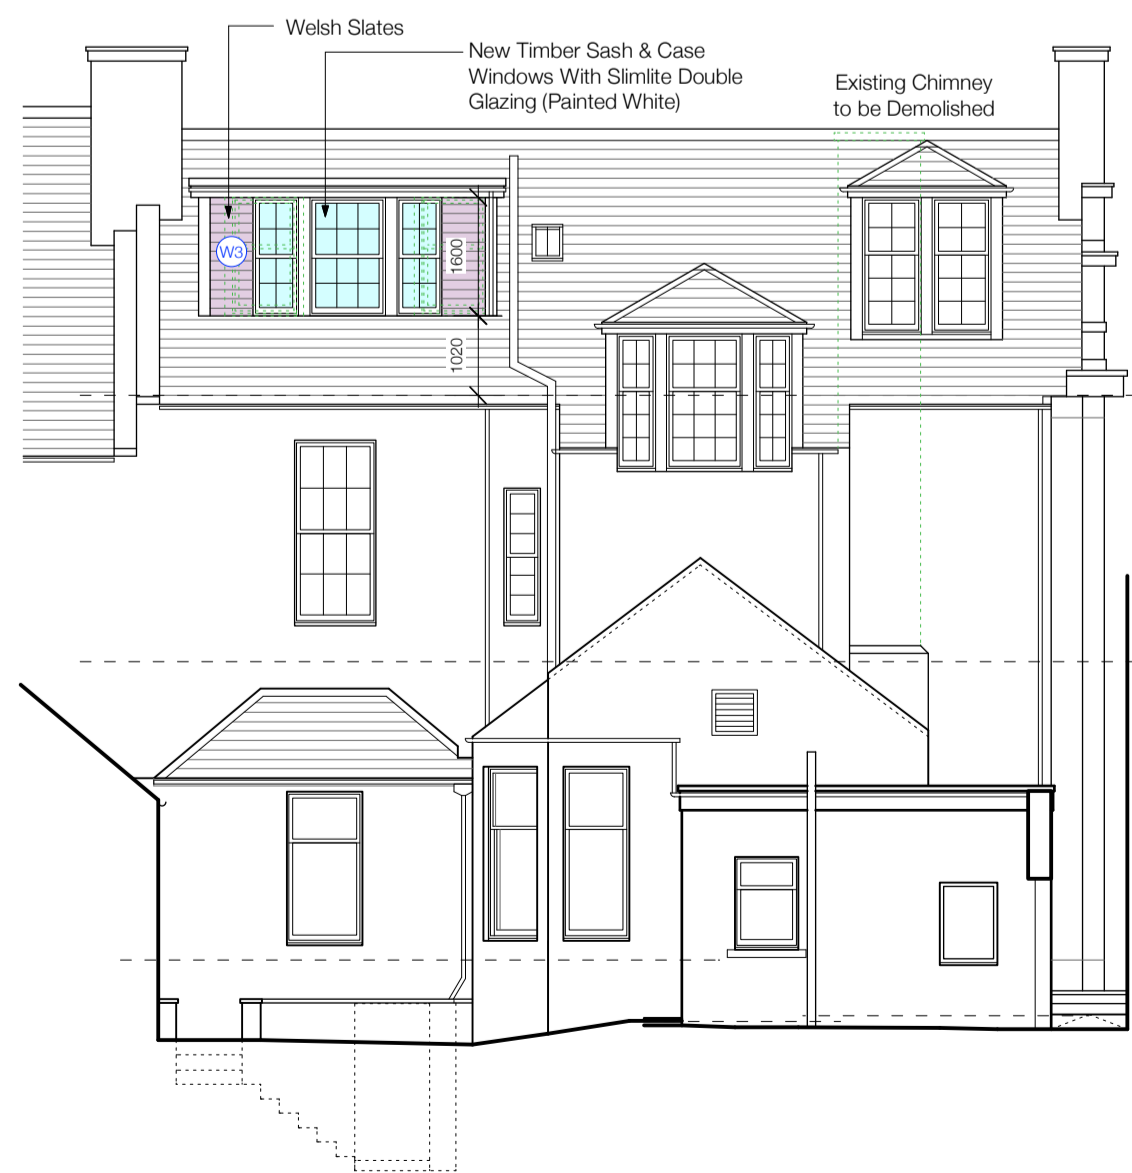 Welsh Slates
New Timber Sash & Case
Windows With Slimlite Double
Glazing (Painted White)
Existing Chimney
to be Demolished
W3
1600
1020